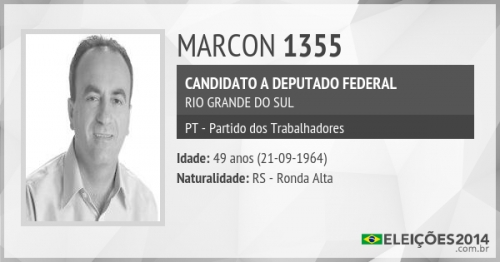 MARCON 1355
CANDIDATO A DEPUTADO FEDERAL
RIO GRANDE DO SUL
PT - Partido dos Trabalhadores
Idade: 49 anos (21-09-1964)
Naturalidade: RS - Ronda Alta
ELEIÇÕES2014
.com.br